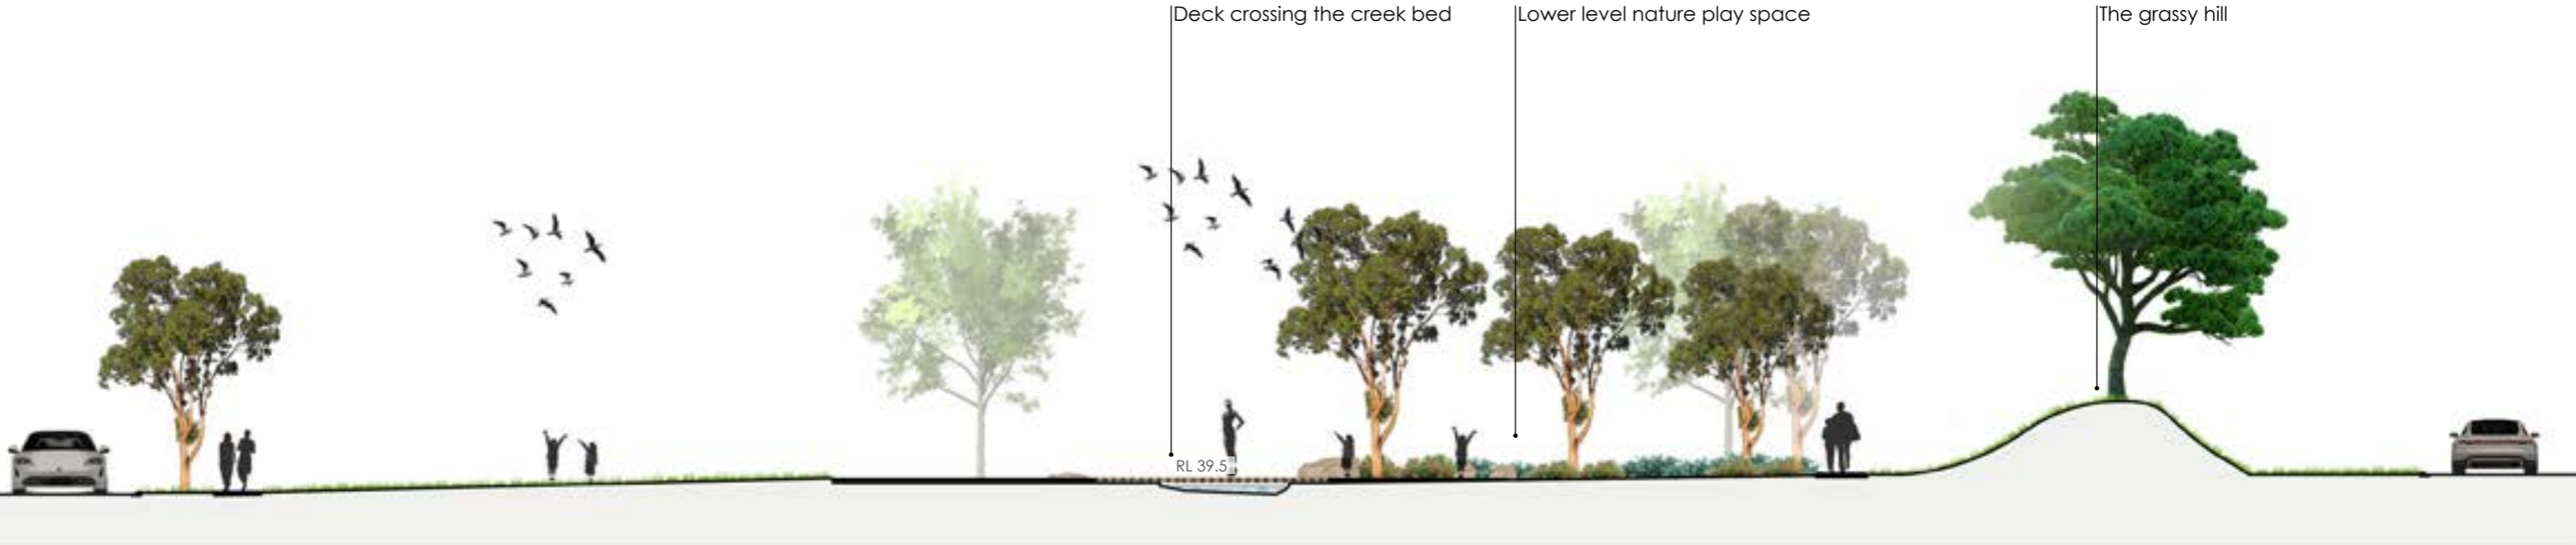 Deck crossing the creek bed
Lower level nature play space
The grassy hill
RL 39.5